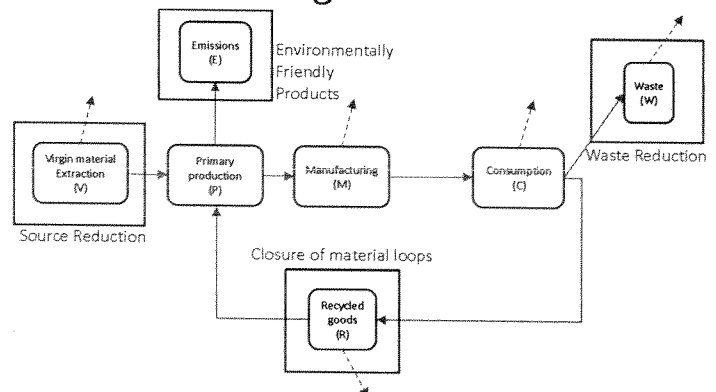 Emissions
(E)
Environmentally
Friendly
Products
Waste
(W)
Waste Reduction
Virgin material
Extraction
(V)
Source Reduction
Primary
production
(P)
Manufacturing
(M)
Consumption
(C)
Closure of material loops
Recycled
goods
(R)